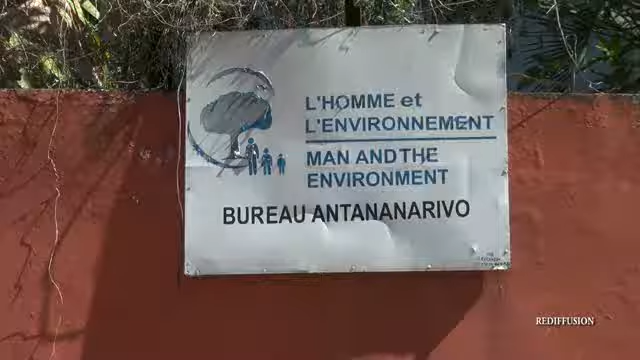 L'HOMME et
L'ENVIRONNEMENT
MAN AND THE
ENVIRONMENT
BUREAU ANTANANARIVO
REDIFFUSION